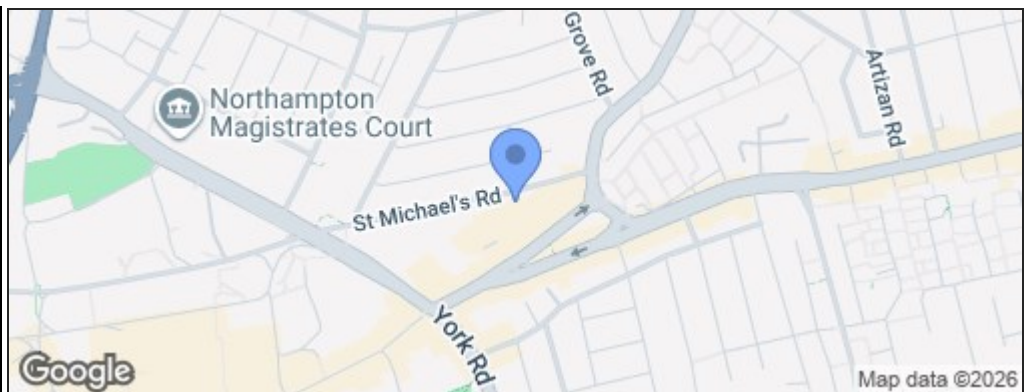 Grove Rd
Artizan Rd
Northampton
Magistrates Court
St Michael's Rd
York Rd
Google
Map data ©2026